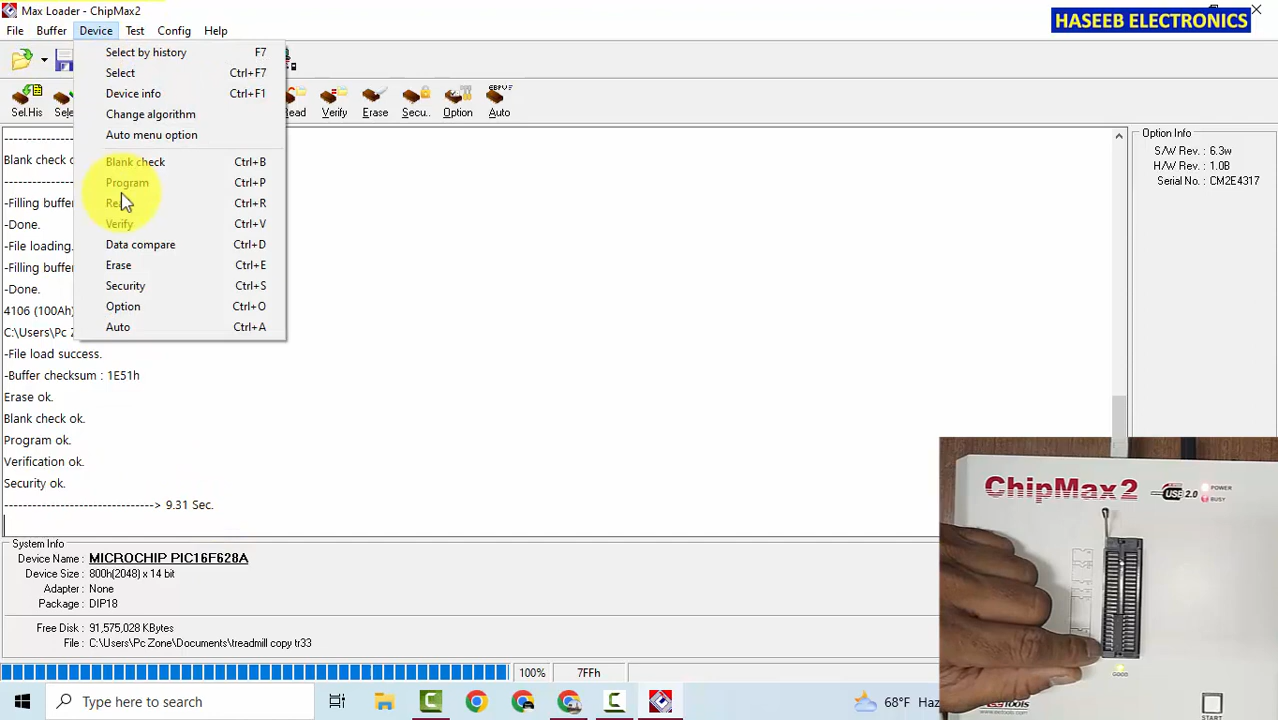 Max Loader - ChipMax2
HASEEB ELECTRONICS
File Buffer Device Test Config Help
Select by history F7
Select Ctrl+F7
Device info Ctrl+F1
Change algorithm
Auto menu option
Blank check Ctrl+B
Program Ctrl+P
Ctrl+R
Verify Ctrl+V
Data compare Ctrl+D
Erase Ctrl+E
Security Ctrl+S
Option Ctrl+O
Auto Ctrl+A
Sel.His Verify Erase Secu.. Option Auto
Blank check
-Filling buffer
-Done.
-File loading.
-Filling buffer
-Done.
4106 (100Ah)
C:\Users\Pc
-File load success.
-Buffer checksum : 1E51h
Erase ok.
Blank check ok.
Program ok.
Verification ok.
Security ok.
-------------------------------> 9.31 Sec.
Option Info
S/W Rev. : 6.3w
H/W Rev. : 1.0B
Serial No. : CM2E4317
System Info
Device Name : MICROCHIP PIC16F628A
Device Size : 800h(2048) x 14 bit
Adapter : None
Package : DIP18
Free Disk : 91,575,028 KBytes
File : C:\Users\Pc Zone\Documents\treadmill copy tr33
100% 7FFh
ChipMax2
USB 2.0
POWER
BUSY
GOOD
START
Type here to search
68°F